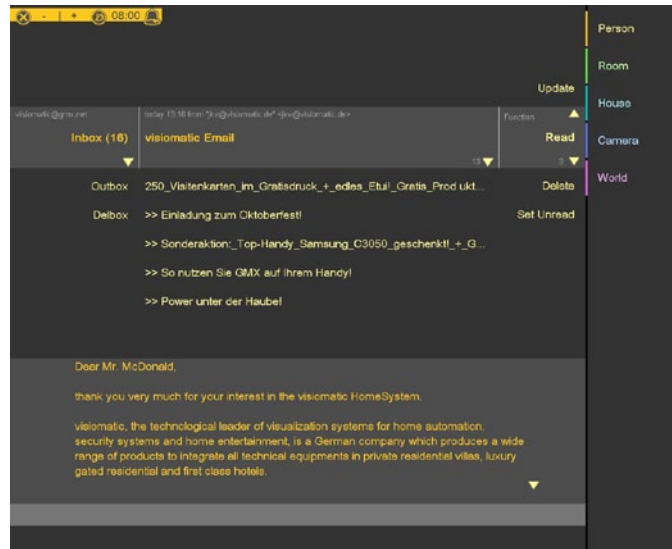 - | + 08:00
Person
Room
Update
House
visiomatic@gmx.net
today 13:16 from "jkv@visiomatic.de" <jkv@visiomatic.de>
Function
Inbox (16)
visiomatic Email
Read
Camera
13
3
World
Outbox
250_Visitenkarten_im_Gratisdruck_+_edles_Etui!_Gratis_Prod ukt...
Delete
Delbox
>> Einladung zum Oktoberfest!
Set Unread
>> Sonderaktion:_Top-Handy_Samsung_C3050_geschenkt!_+_G...
>> So nutzen Sie GMX auf Ihrem Handy!
>> Power unter der Haube!
Dear Mr. McDonald,
thank you very much for your interest in the visiomatic HomeSystem.
visiomatic, the technological leader of visualization systems for home automation,
security systems and home entertainment, is a German company which produces a wide
range of products to integrate all technical equipments in private residential villas, luxury
gated residential and first class hotels.